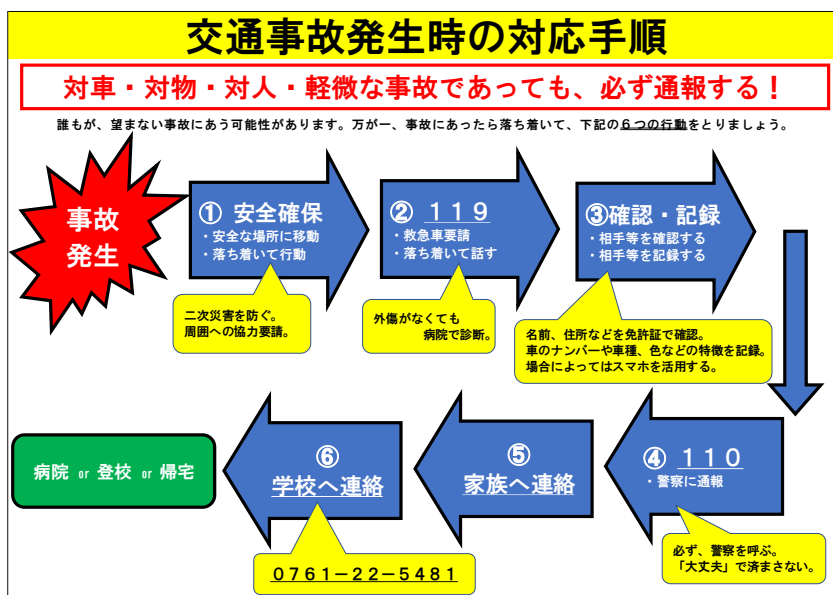 交通事故発生時の対応手順
対車・対物・対人・軽微な事故であっても、必ず通報する！
誰もが、望まない事故にあう可能性があります。万が一、事故にあったら落ち着いて、下記の６つの行動をとりましょう。
事故
発生
① 安全確保
・安全な場所に移動
・落ち着いて行動
二次災害を防ぐ。
周囲への協力要請。
② １１９
・救急車要請
・落ち着いて話す
外傷がなくても
病院で診断。
③確認・記録
・相手等を確認する
・相手等を記録する
名前、住所などを免許証で確認。
車のナンバーや車種、色などの特徴を記録。
場合によってはスマホを活用する。
④ １１０
・警察に通報
必ず、警察を呼ぶ。
「大丈夫」で済まさない。
⑤
家族へ連絡
⑥
学校へ連絡
０７６１－２２－５４８１
病院 or 登校 or 帰宅